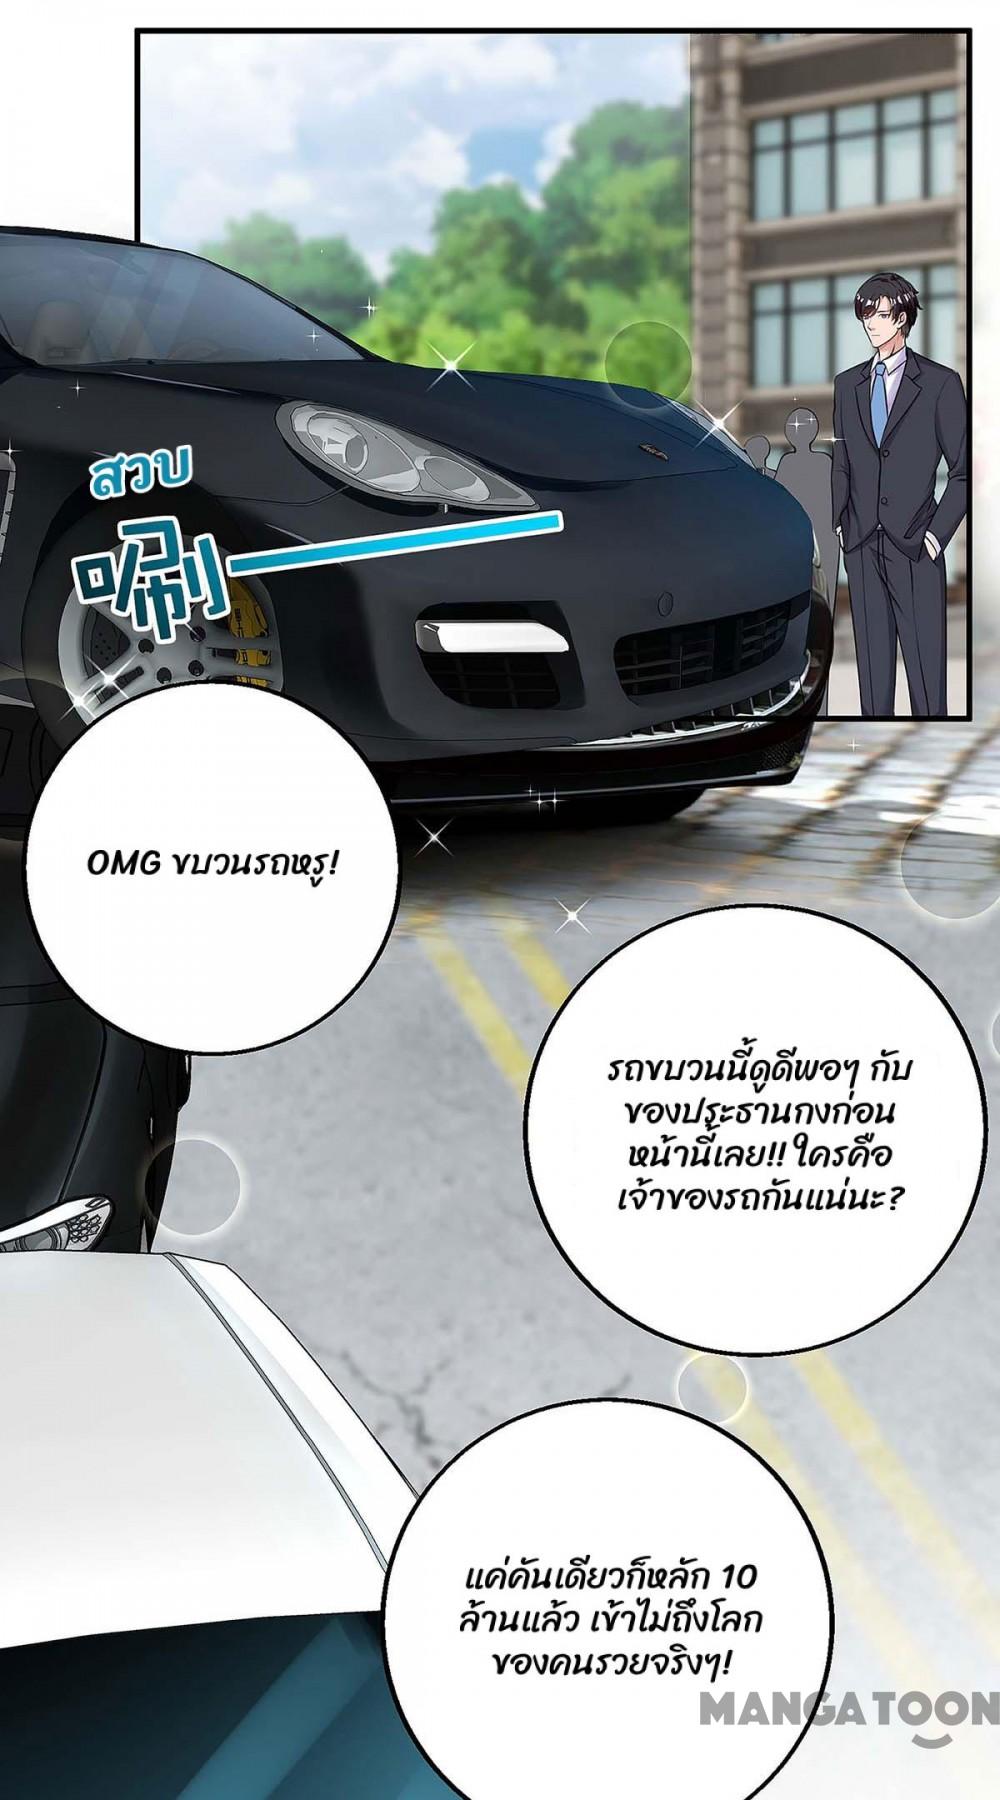 สวบ
唰
OMG ขบวนรถหรู!
รถขบวนนี้ดูดีพอๆ กับ
ของประธานกงก่อน
หน้านี้เลย!! ใครคือ
เจ้าของรถกันแน่นะ?
แค่คันเดียวก็หลัก 10
ล้านแล้ว เข้าไม่ถึงโลก
ของคนรวยจริงๆ!
MANGATOON